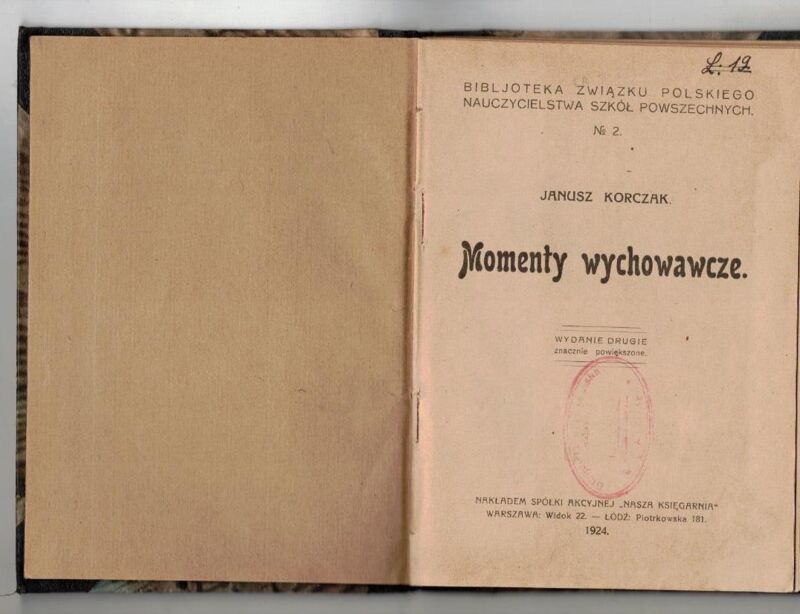 L. 19
BIBLJOTEKA ZWIĄZKU POLSKIEGO
NAUCZYCIELSTWA SZKÓŁ POWSZECHNYCH.
№ 2.
JANUSZ KORCZAK.
Momenty wychowawcze.
WYDANIE DRUGIE
znacznie powiększone.
NAKŁADEM SPÓŁKI AKCYJNEJ „NASZA KSIĘGARNIA"
WARSZAWA: Widok 22. — ŁÓDŹ: Piotrkowska 181.
1924.